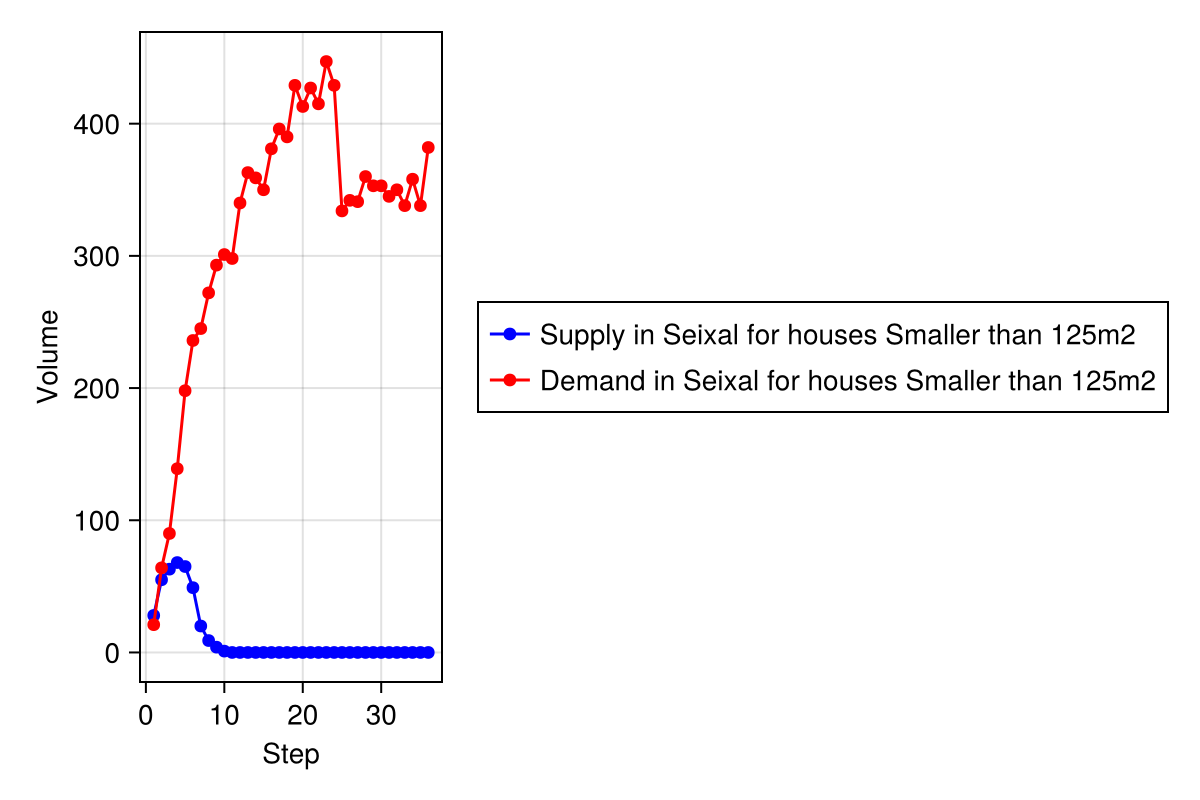 400
300
200
100
0
Volume
0 10 20 30
Step
Supply in Seixal for houses Smaller than 125m2
Demand in Seixal for houses Smaller than 125m2